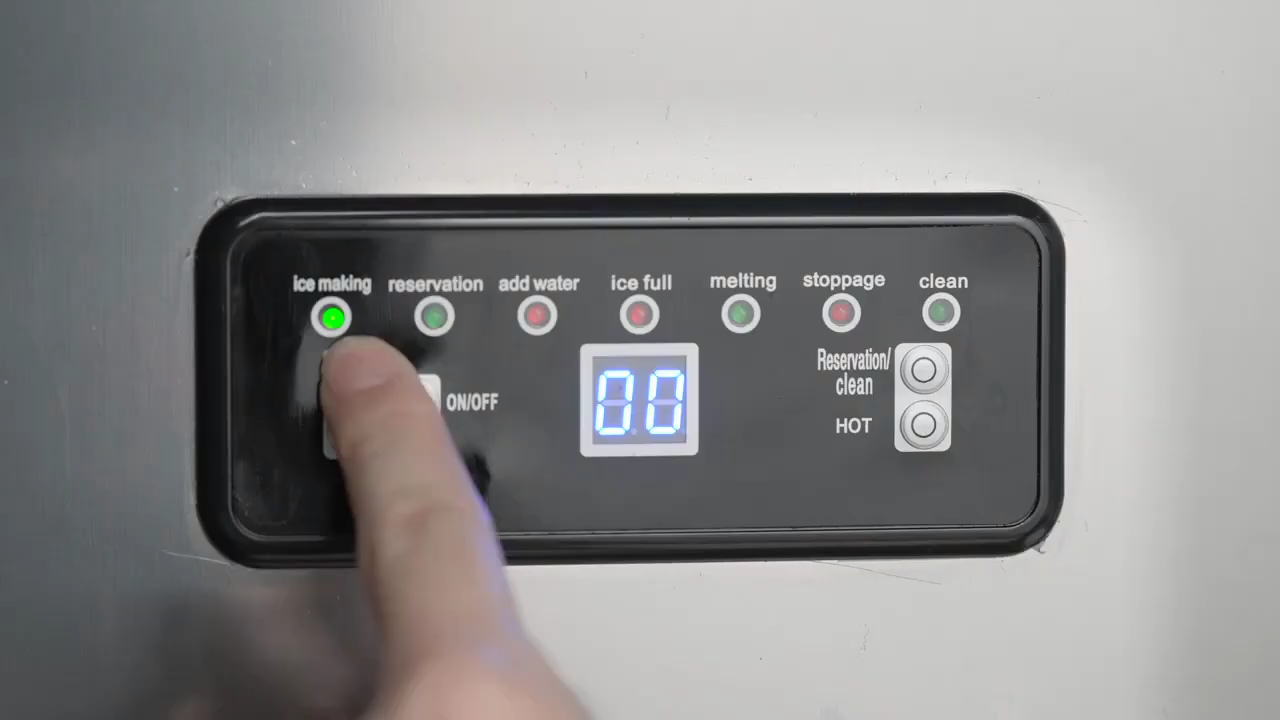 ice making reservation add water ice full melting stoppage clean
ON/OFF
00
Reservation/
clean
HOT